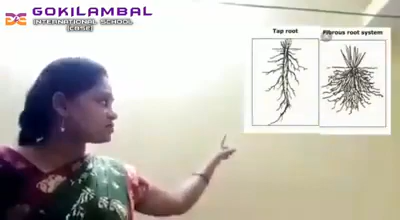 GOKILAMBAL
INTERNATIONAL SCHOOL
(CBSE)
Tap root
Fibrous root system